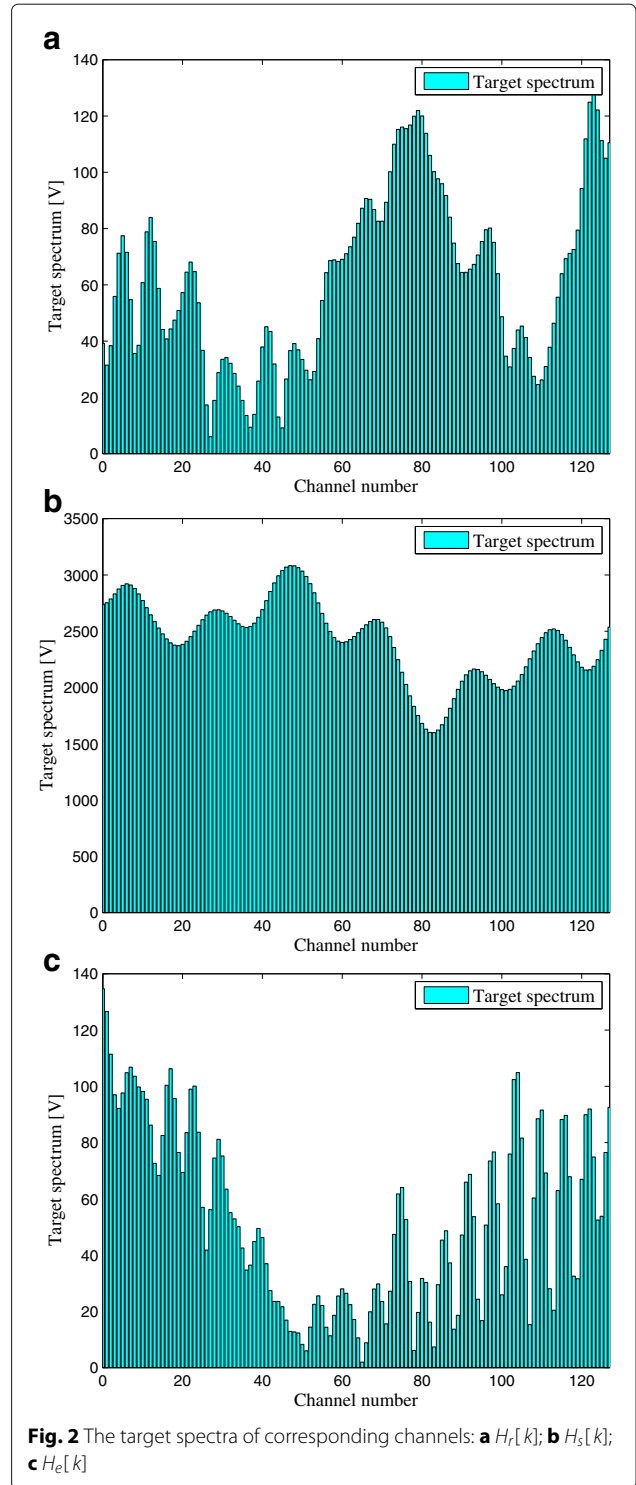 a
140
Target spectrum
120
100
80
60
40
20
0
Target spectrum [V]
0 20 40 60 80 100 120
Channel number
b
3500
Target spectrum
3000
2500
2000
1500
1000
500
0
Target spectrum [V]
0 20 40 60 80 100 120
Channel number
c
140
Target spectrum
120
100
80
60
40
20
0
Target spectrum [V]
0 20 40 60 80 100 120
Channel number
Fig. 2 The target spectra of corresponding channels: a Hr[k]; b Hs[k];
c He[k]